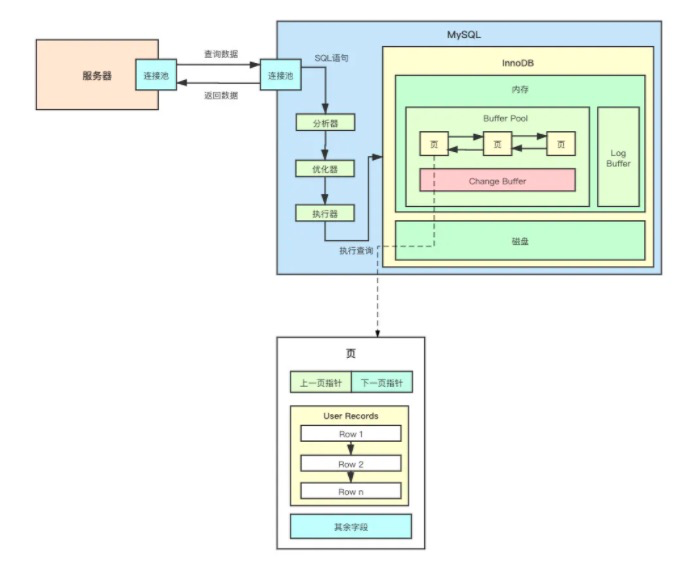 MySQL
服务器
连接池
查询数据
返回数据
连接池
SQL语句
分析器
优化器
执行器
执行查询
InnoDB
内存
Buffer Pool
页
页
页
Change Buffer
Log
Buffer
磁盘
页
上一页指针
下一页指针
User Records
Row 1
Row 2
Row n
其余字段